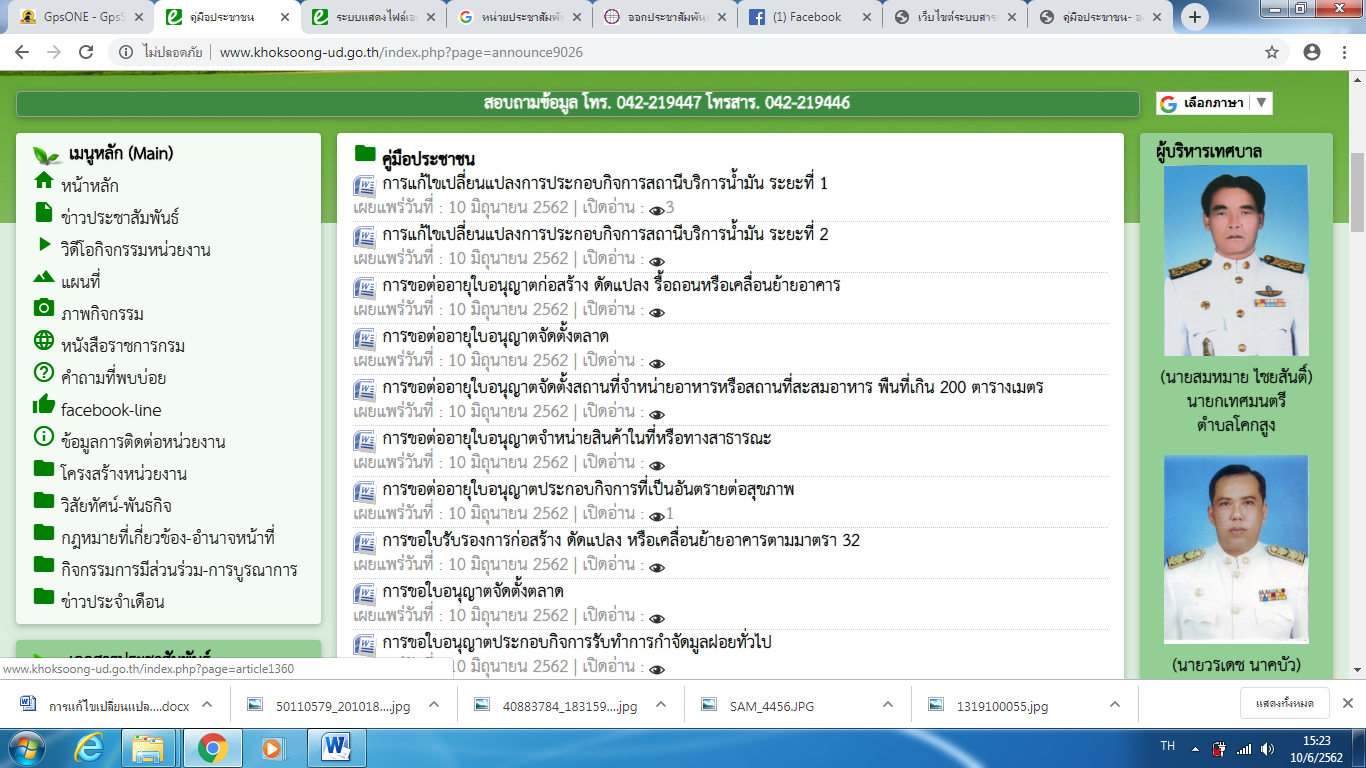 GpsONE - GpsS
คู่มือประชาชน
ระบบแสดงไฟล์เอ
หน่วยประชาสัมพั
ออกประชาสัมพัน
(1) Facebook
เว็บไซต์ระบบสาร
คู่มือประชาชน- อ
ไม่ปลอดภัย | www.khoksoong-ud.go.th/index.php?page=announce9026
สอบถามข้อมูล โทร. 042-219447 โทรสาร. 042-219446
เลือกภาษา ▼
เมนูหลัก (Main)
หน้าหลัก
ข่าวประชาสัมพันธ์
วิดีโอกิจกรรมหน่วยงาน
แผนที่
ภาพกิจกรรม
หนังสือราชการกรม
คำถามที่พบบ่อย
facebook-line
ข้อมูลการติดต่อหน่วยงาน
โครงสร้างหน่วยงาน
วิสัยทัศน์-พันธกิจ
กฎหมายที่เกี่ยวข้อง-อำนาจหน้าที่
กิจกรรมการมีส่วนร่วม-การบูรณาการ
ข่าวประจำเดือน
คู่มือประชาชน
การแก้ไขเปลี่ยนแปลงการประกอบกิจการสถานีบริการน้ำมัน ระยะที่ 1
เผยแพร่วันที่ : 10 มิถุนายน 2562 | เปิดอ่าน : 3
การแก้ไขเปลี่ยนแปลงการประกอบกิจการสถานีบริการน้ำมัน ระยะที่ 2
เผยแพร่วันที่ : 10 มิถุนายน 2562 | เปิดอ่าน :
การขอต่ออายุใบอนุญาตก่อสร้าง ดัดแปลง รื้อถอนหรือเคลื่อนย้ายอาคาร
เผยแพร่วันที่ : 10 มิถุนายน 2562 | เปิดอ่าน :
การขอต่ออายุใบอนุญาตจัดตั้งตลาด
เผยแพร่วันที่ : 10 มิถุนายน 2562 | เปิดอ่าน :
การขอต่ออายุใบอนุญาตจัดตั้งสถานที่จำหน่ายอาหารหรือสถานที่สะสมอาหาร พื้นที่เกิน 200 ตารางเมตร
เผยแพร่วันที่ : 10 มิถุนายน 2562 | เปิดอ่าน :
การขอต่ออายุใบอนุญาตจำหน่ายสินค้าในที่หรือทางสาธารณะ
เผยแพร่วันที่ : 10 มิถุนายน 2562 | เปิดอ่าน :
การขอต่ออายุใบอนุญาตประกอบกิจการที่เป็นอันตรายต่อสุขภาพ
เผยแพร่วันที่ : 10 มิถุนายน 2562 | เปิดอ่าน : 1
การขอใบรับรองการก่อสร้าง ดัดแปลง หรือเคลื่อนย้ายอาคารตามมาตรา 32
เผยแพร่วันที่ : 10 มิถุนายน 2562 | เปิดอ่าน :
การขอใบอนุญาตจัดตั้งตลาด
เผยแพร่วันที่ : 10 มิถุนายน 2562 | เปิดอ่าน :
การขอใบอนุญาตประกอบกิจการรับทำการกำจัดมูลฝอยทั่วไป
10 มิถุนายน 2562 | เปิดอ่าน :
ผู้บริหารเทศบาล
(นายสมหมาย ไชยสันติ์)
นายกเทศมนตรี
ตำบลโคกสูง
(นายวรเดช นาคบัว)
www.khoksoong-ud.go.th/index.php?page=article1360
การแก้ไขเปลี่ยนแปล....docx
50110579_201018....jpg
40883784_183159....jpg
SAM_4456.JPG
1319100055.jpg
แสดงทั้งหมด
TH
15:23
10/6/2562